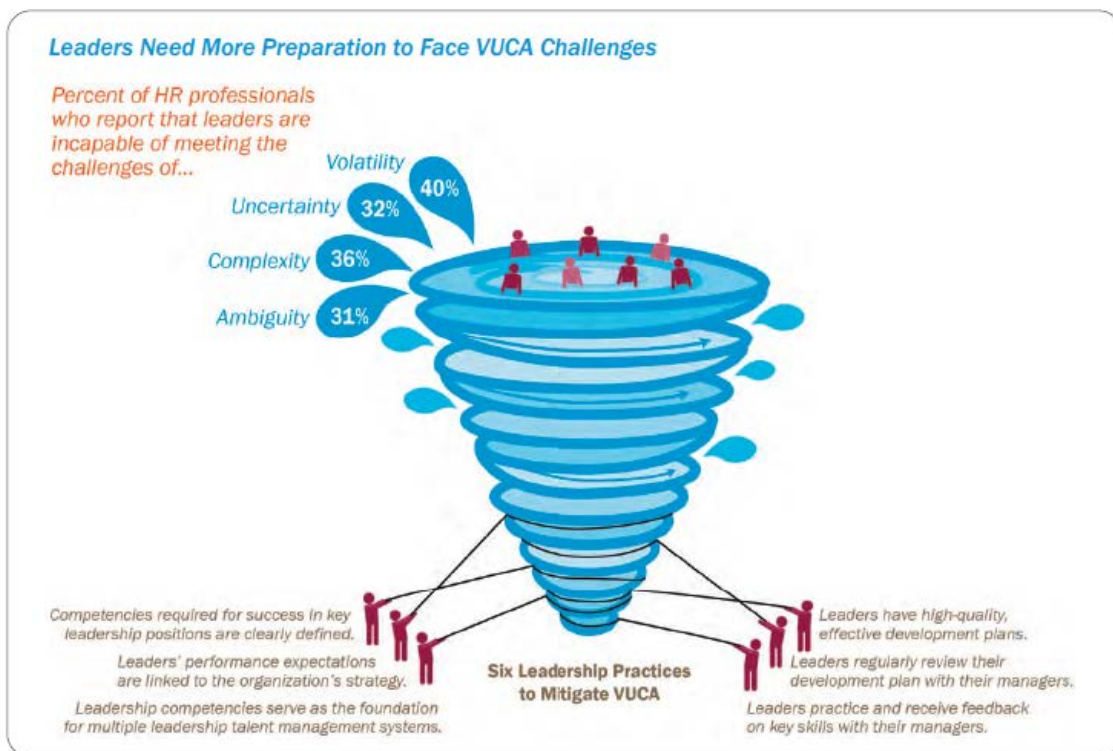 Leaders Need More Preparation to Face VUCA Challenges
Percent of HR professionals
who report that leaders are
incapable of meeting the
challenges of...
Volatility
40%
Uncertainty
32%
Complexity
36%
Ambiguity
31%
Competencies required for success in key
leadership positions are clearly defined.
Leaders' performance expectations
are linked to the organization's strategy.
Leadership competencies serve as the foundation
for multiple leadership talent management systems.
Six Leadership Practices
to Mitigate VUCA
Leaders have high-quality,
effective development plans.
Leaders regularly review their
development plan with their managers.
Leaders practice and receive feedback
on key skills with their managers.